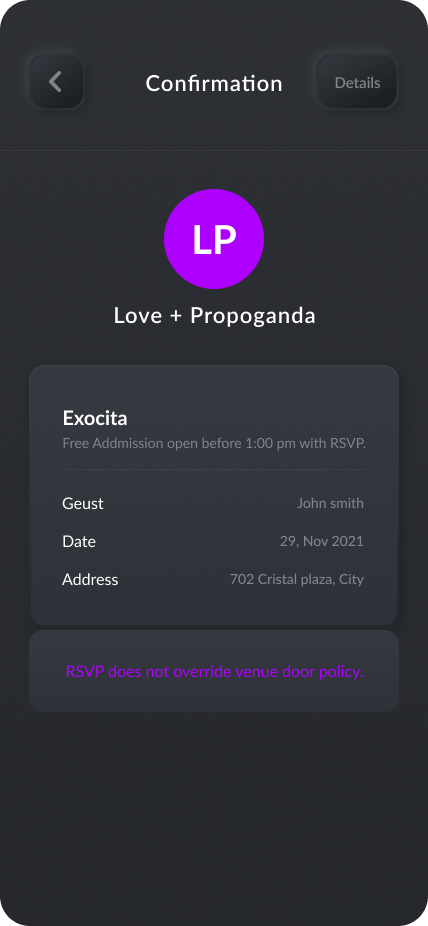 Confirmation
Details
LP
Love + Propoganda
Exocita
Free Addmission open before 1:00 pm with RSVP.
Geust John smith
Date 29, Nov 2021
Address 702 Cristal plaza, City
RSVP does not override venue door policy.